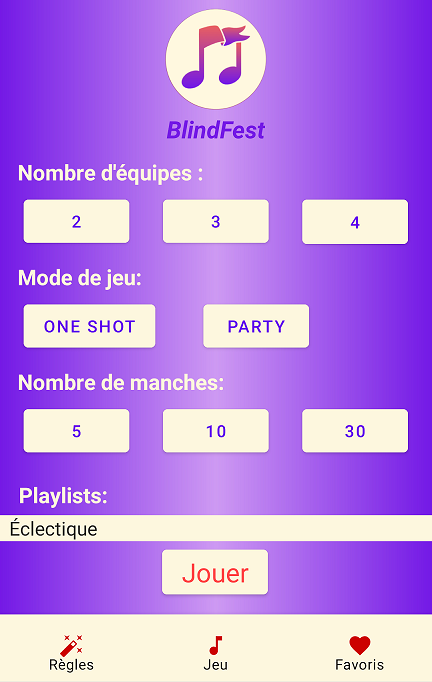 BlindFest
Nombre d'équipes :
2 3 4
Mode de jeu:
ONE SHOT PARTY
Nombre de manches:
5 10 30
Playlists:
Éclectique
Jouer
Règles Jeu Favoris